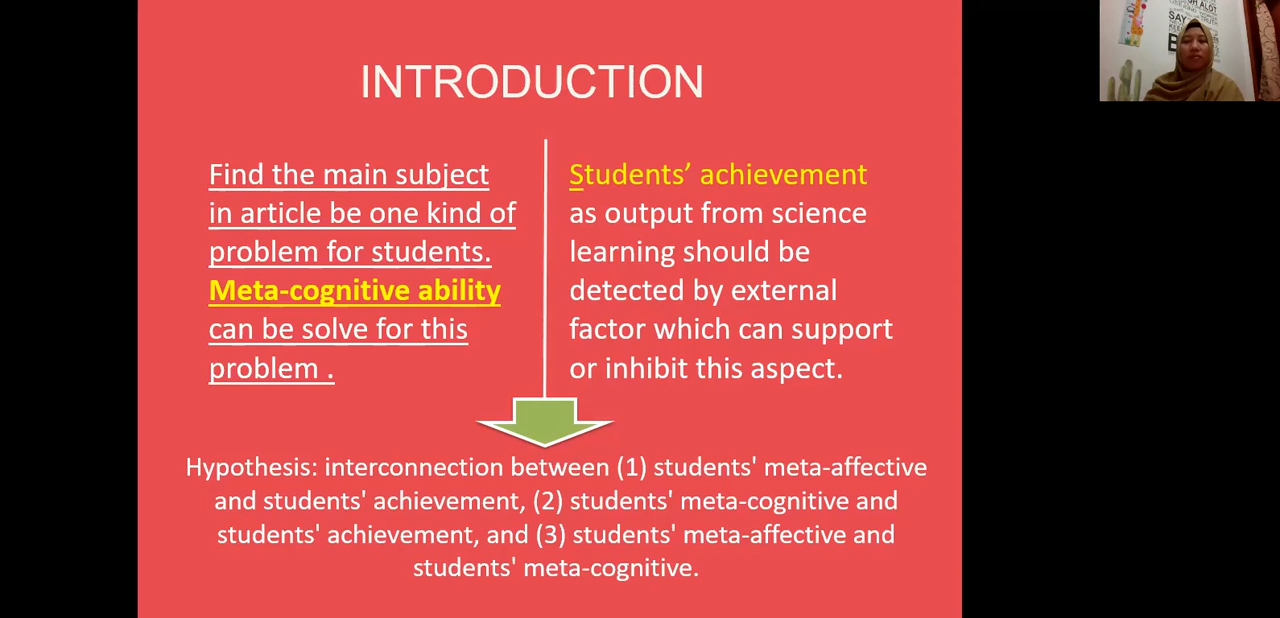 INTRODUCTION
Find the main subject
in article be one kind of
problem for students.
Meta-cognitive ability
can be solve for this
problem .
Students’ achievement
as output from science
learning should be
detected by external
factor which can support
or inhibit this aspect.
Hypothesis: interconnection between (1) students' meta-affective
and students' achievement, (2) students' meta-cognitive and
students' achievement, and (3) students' meta-affective and
students' meta-cognitive.
SAY